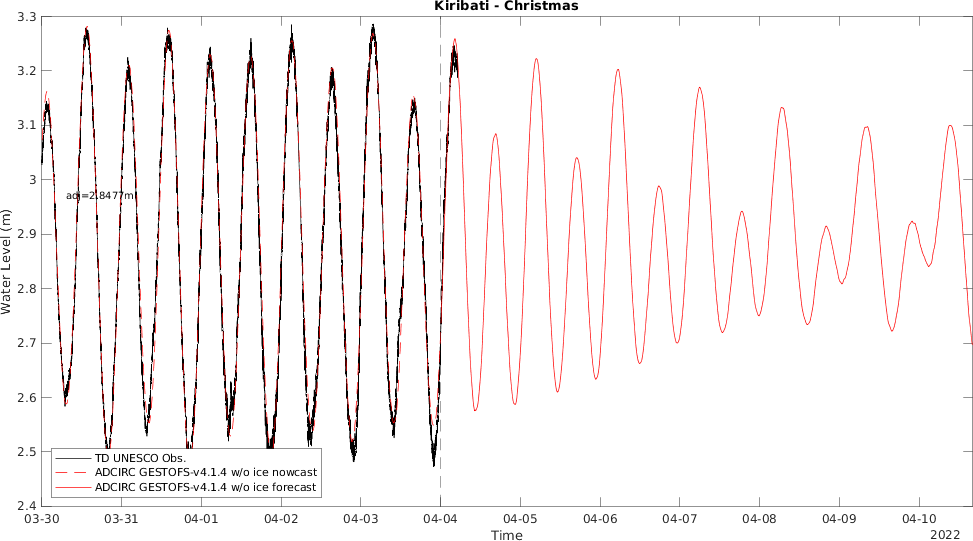 Kiribati - Christmas
3.3
3.2
3.1
3
adj=2.8477m
2.9
Water Level (m)
2.8
2.7
2.6
2.5
2.4
TD UNESCO Obs.
ADCIRC GESTOFS-v4.1.4 w/o ice nowcast
ADCIRC GESTOFS-v4.1.4 w/o ice forecast
03-30 03-31 04-01 04-02 04-03 04-04 04-05 04-06 04-07 04-08 04-09 04-10
Time
2022